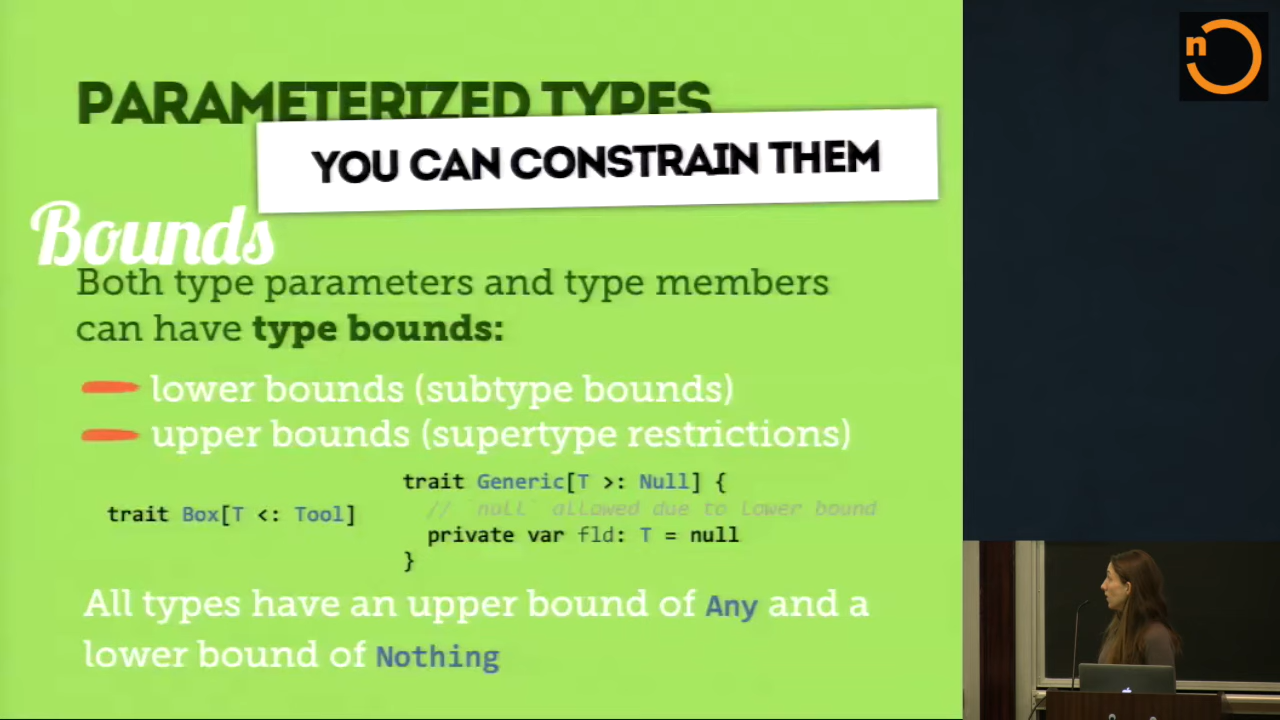 PARAMETERIZED TYPES
YOU CAN CONSTRAIN THEM
Bounds
Both type parameters and type members
can have type bounds:
lower bounds (subtype bounds)
upper bounds (supertype restrictions)
trait Box[T <: Tool]
trait Generic[T >: Null] {
// `null` allowed due to lower bound
private var fld: T = null
}
All types have an upper bound of Any and a
lower bound of Nothing
n